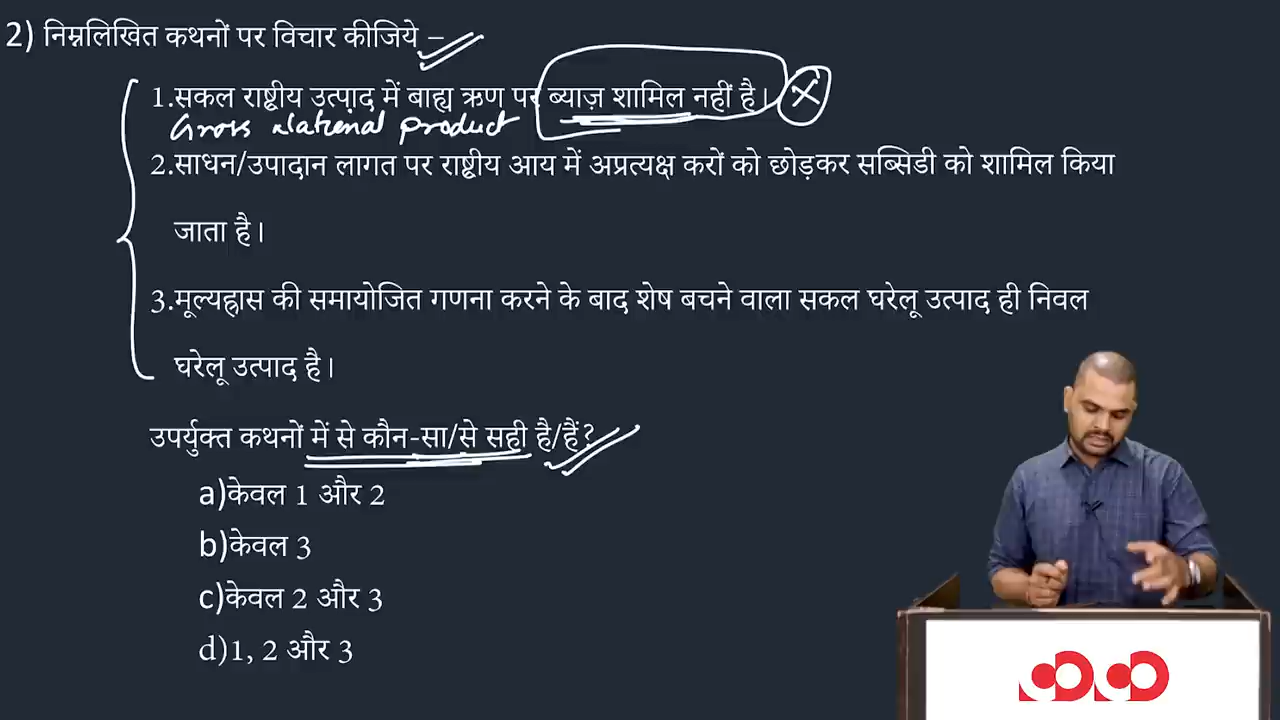 2) निम्नलिखित कथनों पर विचार कीजिये –
1.सकल राष्ट्रीय उत्पाद में बाह्य ऋण पर ब्याज़ शामिल नहीं है।
Gross National product
2.साधन/उपादान लागत पर राष्ट्रीय आय में अप्रत्यक्ष करों को छोड़कर सब्सिडी को शामिल किया
जाता है।
3.मूल्यह्रास की समायोजित गणना करने के बाद शेष बचने वाला सकल घरेलू उत्पाद ही निवल
घरेलू उत्पाद है।
उपर्युक्त कथनों में से कौन-सा/से सही है/हैं?
a)केवल 1 और 2
b)केवल 3
c)केवल 2 और 3
d)1, 2 और 3